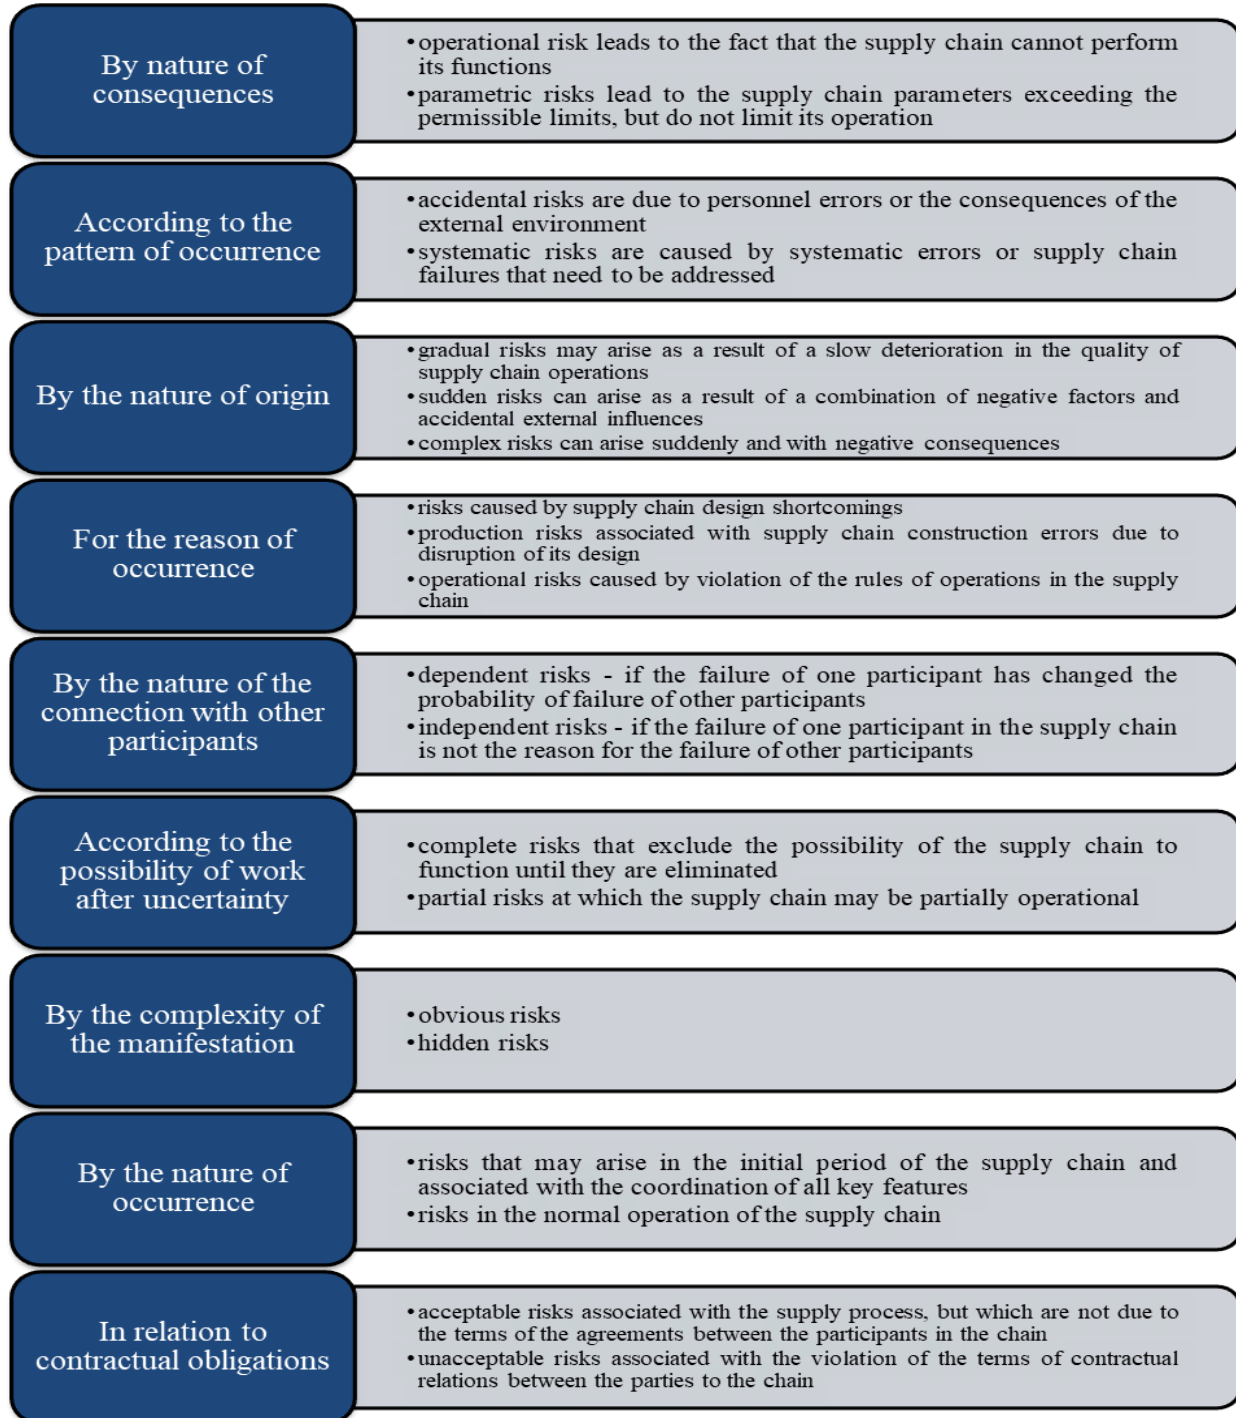 By nature of
consequences
•operational risk leads to the fact that the supply chain cannot perform
its functions
•parametric risks lead to the supply chain parameters exceeding the
permissible limits, but do not limit its operation
According to the
pattern of occurrence
•accidental risks are due to personnel errors or the consequences of the
external environment
•systematic risks are caused by systematic errors or supply chain
failures that need to be addressed
By the nature of origin
•gradual risks may arise as a result of a slow deterioration in the quality of
supply chain operations
•sudden risks can arise as a result of a combination of negative factors and
accidental external influences
•complex risks can arise suddenly and with negative consequences
For the reason of
occurrence
•risks caused by supply chain design shortcomings
•production risks associated with supply chain construction errors due to
disruption of its design
•operational risks caused by violation of the rules of operations in the supply
chain
By the nature of the
connection with other
participants
•dependent risks - if the failure of one participant has changed the
probability of failure of other participants
•independent risks - if the failure of one participant in the supply chain
is not the reason for the failure of other participants
According to the
possibility of work
after uncertainty
•complete risks that exclude the possibility of the supply chain to
function until they are eliminated
•partial risks at which the supply chain may be partially operational
By the complexity of
the manifestation
•obvious risks
•hidden risks
By the nature of
occurrence
•risks that may arise in the initial period of the supply chain and
associated with the coordination of all key features
•risks in the normal operation of the supply chain
In relation to
contractual obligations
•acceptable risks associated with the supply process, but which are not due to
the terms of the agreements between the participants in the chain
•unacceptable risks associated with the violation of the terms of contractual
relations between the parties to the chain